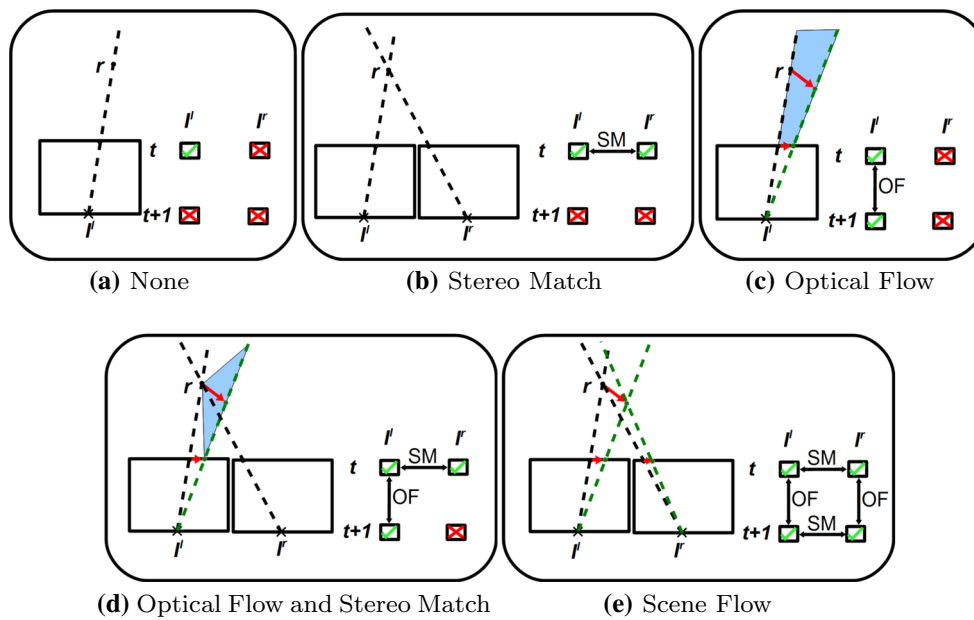 r
I^l I^r
t
t+1
I^l
(a) None
r
I^l I^r
t SM
t+1
I^l I^r
(b) Stereo Match
r
I^l I^r
t
OF
t+1
I^l
(c) Optical Flow
r
I^l I^r
t SM
OF
t+1
I^l I^r
(d) Optical Flow and Stereo Match
r
I^l I^r
t SM
OF OF
t+1 SM
I^l I^r
(e) Scene Flow